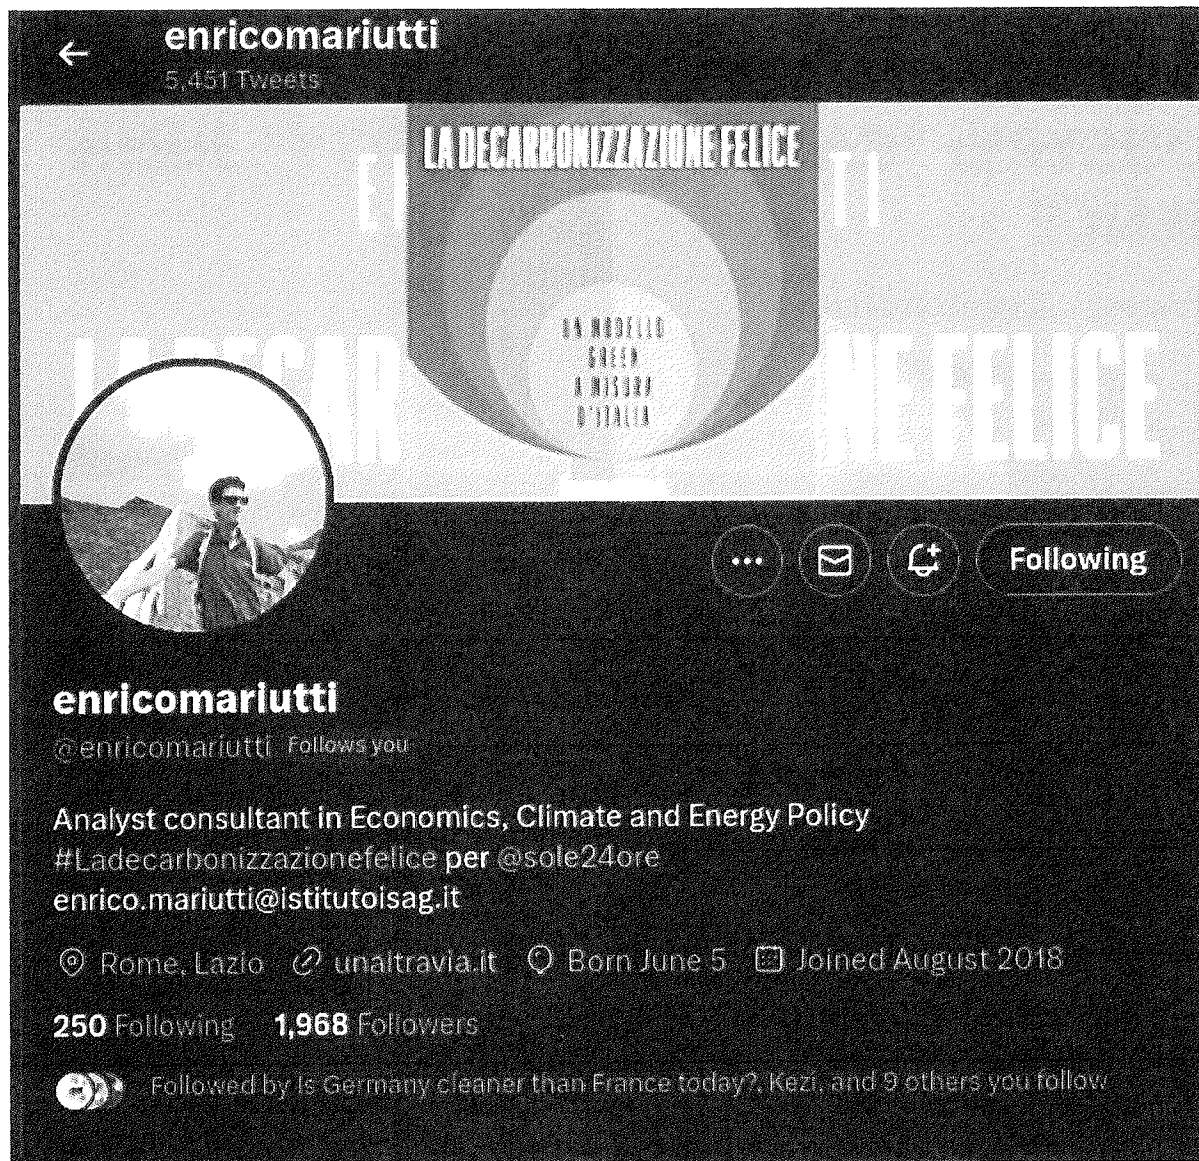 enricomariutti
5,451 Tweets
LA DECARBONIZZAZIONE FELICE
E
TI
UN MODELLO
GREEN
A MISURA
D'ITALIA
LA DECAR
NE FELICE
Following
enricomariutti
@enricomariutti Follows you
Analyst consultant in Economics, Climate and Energy Policy
#Ladecarbonizzazionefelice per @sole24ore
enrico.mariutti@istitutoisag.it
Rome, Lazio unaltravia.it Born June 5 Joined August 2018
250 Following 1,968 Followers
Followed by Is Germany cleaner than France today?, Kezi, and 9 others you follow